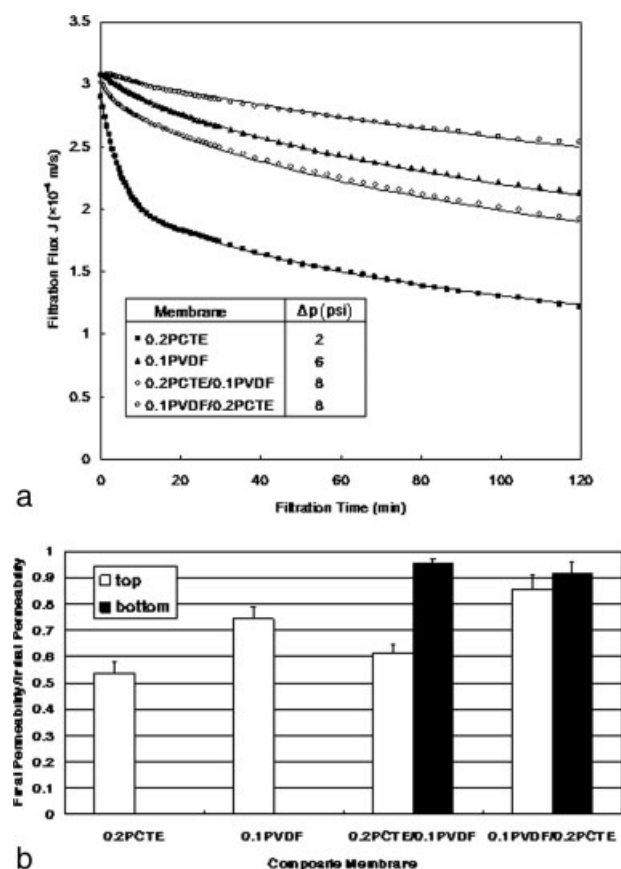 3.5
3
2.5
2
1.5
1
0.5
0
Filtration Flux J (×10⁻⁴ m/s)
Membrane Δp (psi)
0.2PCTE 2
0.1PVDF 6
0.2PCTE/0.1PVDF 8
0.1PVDF/0.2PCTE 8
0 20 40 60 80 100 120
Filtration Time (min)
a
1
0.9
0.8
0.7
0.6
0.5
0.4
0.3
0.2
0.1
0
Final Permeability/Initial Permeability
top
bottom
0.2PCTE 0.1PVDF 0.2PCTE/0.1PVDF 0.1PVDF/0.2PCTE
Composite Membrane
b